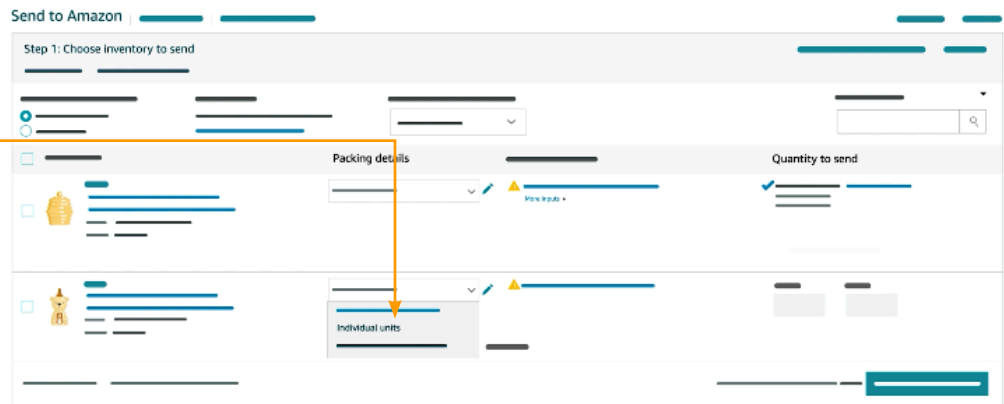 Send to Amazon
Step 1: Choose inventory to send
Packing details
Quantity to send
More inputs
Individual units